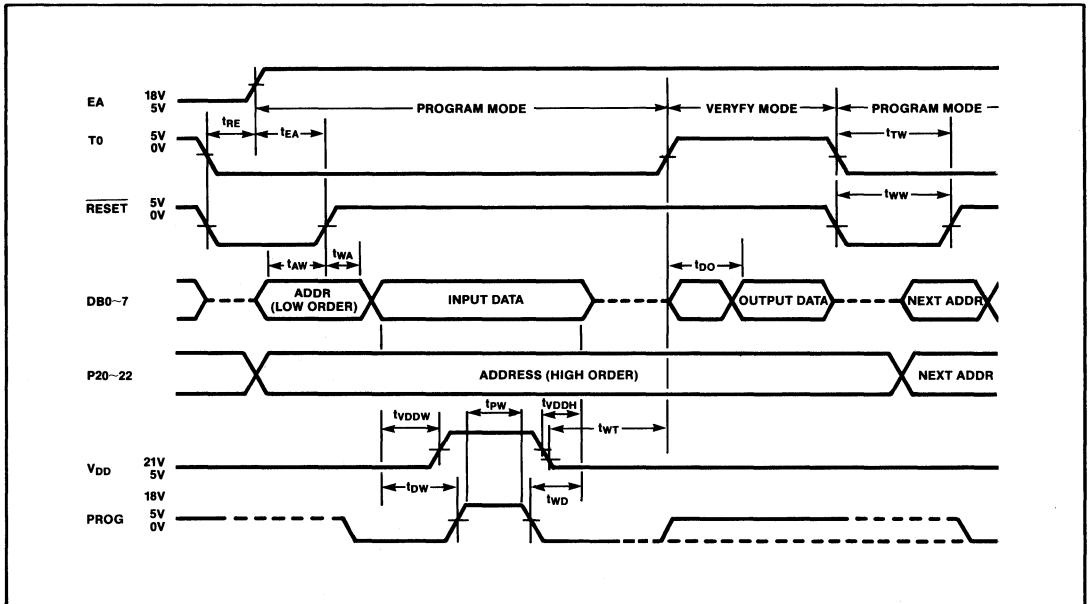 EA 18V
5V
PROGRAM MODE
VERYFY MODE
PROGRAM MODE
tRE
tEA
T0 5V
0V
tTW
RESET 5V
0V
tWW
tAW
tWA
tDO
DB0~7
ADDR
(LOW ORDER)
INPUT DATA
OUTPUT DATA
NEXT ADDR
P20~22
ADDRESS (HIGH ORDER)
NEXT ADDR
tVDDW
tPW
tVDDH
tWT
VDD 21V
5V
tDW
tWD
18V
PROG 5V
0V